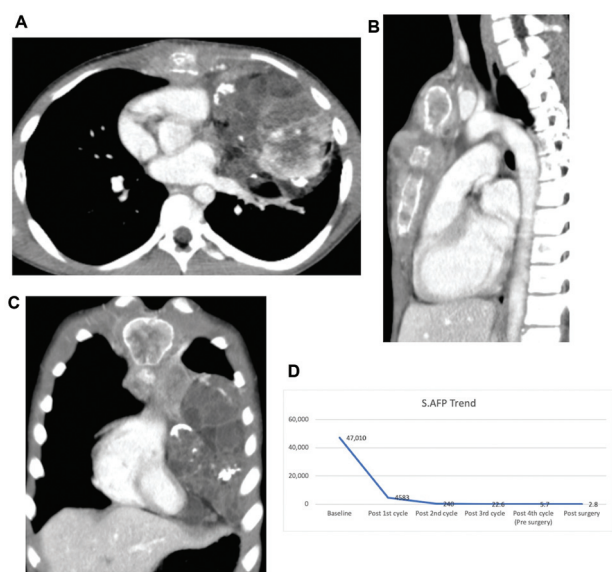 A
B
C
D
S.AFP Trend
60,000
40,000
20,000
0
47,010
4583
240
22.6
5.7
2.8
Baseline
Post 1st cycle
Post 2nd cycle
Post 3rd cycle
Post 4th cycle
(Pre surgery)
Post surgery